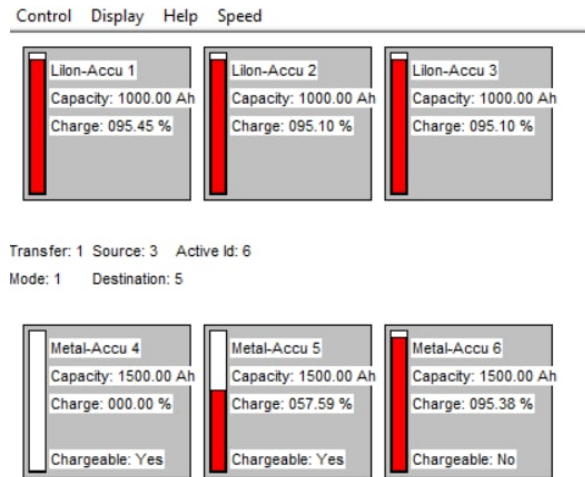 Control Display Help Speed
LiIon-Accu 1
Capacity: 1000.00 Ah
Charge: 095.45 %
LiIon-Accu 2
Capacity: 1000.00 Ah
Charge: 095.10 %
LiIon-Accu 3
Capacity: 1000.00 Ah
Charge: 095.10 %
Transfer: 1 Source: 3 Active Id: 6
Mode: 1 Destination: 5
Metal-Accu 4
Capacity: 1500.00 Ah
Charge: 000.00 %
Chargeable: Yes
Metal-Accu 5
Capacity: 1500.00 Ah
Charge: 057.59 %
Chargeable: Yes
Metal-Accu 6
Capacity: 1500.00 Ah
Charge: 095.38 %
Chargeable: No